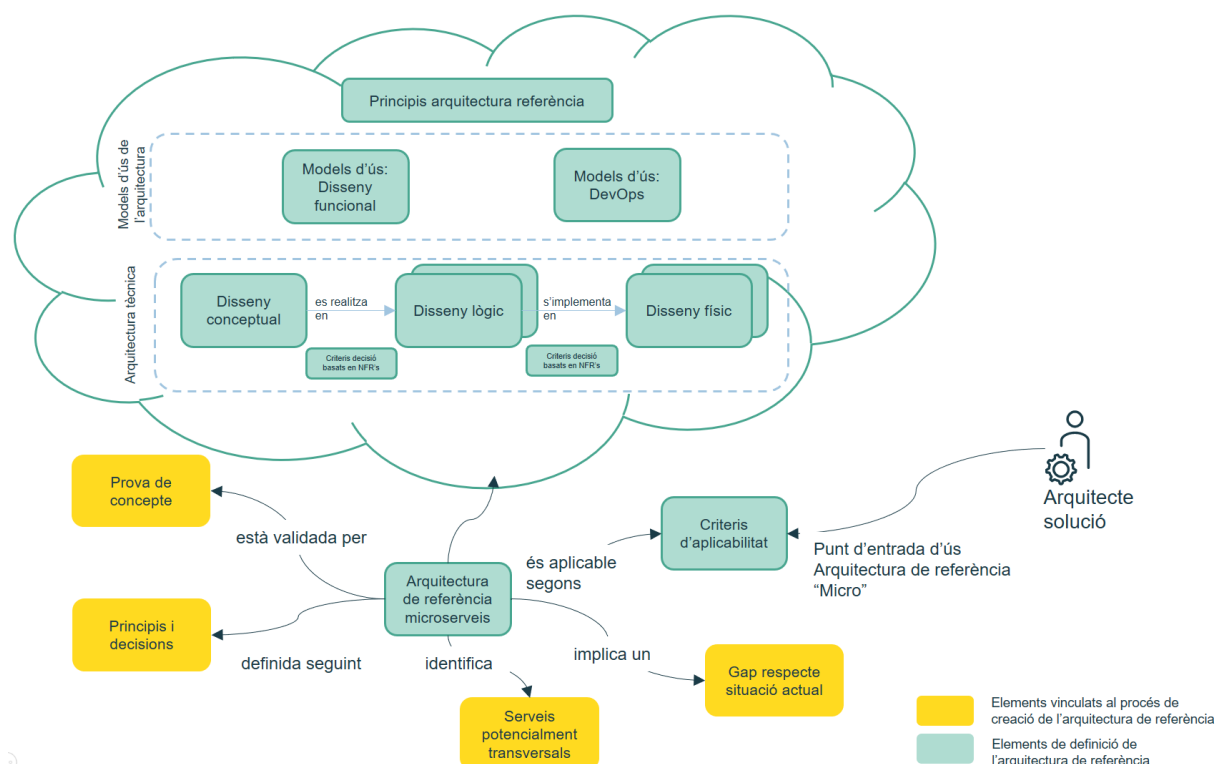 Principis arquitectura referència
Models d'ús de
l'arquitectura
Models d'ús:
Disseny
funcional
Models d'ús:
DevOps
Arquitectura tècnica
Disseny
conceptual
es realitza
en
Disseny lògic
s'implementa
en
Disseny físic
Criteris decisió
basats en NFR's
Criteris decisió
basats en NFR's
Prova de
concepte
està validada per
Arquitecte
solució
Criteris
d'aplicabilitat
és aplicable
segons
Punt d'entrada d'ús
Arquitectura de referència
“Micro”
Arquitectura
de referència
microserveis
Principis i
decisions
definida seguint
identifica
implica un
Gap respecte
situació actual
Serveis
potencialment
transversals
Elements vinculats al procés de
creació de l'arquitectura de referència
Elements de definició de
l'arquitectura de referència